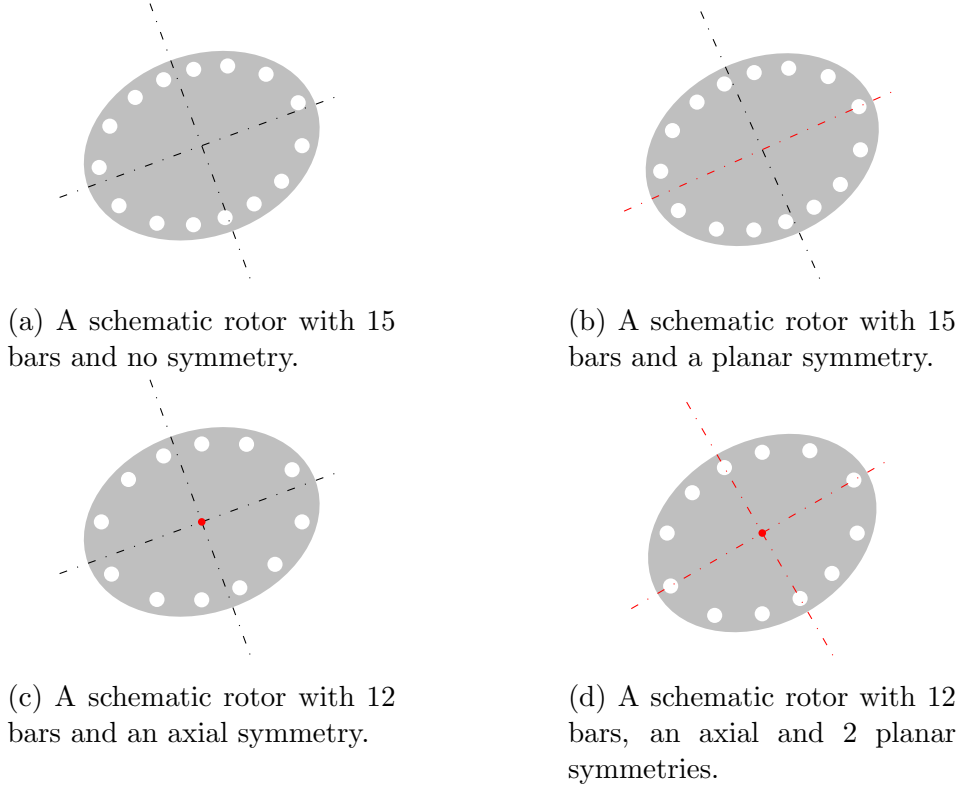 (a) A schematic rotor with 15
bars and no symmetry.
(b) A schematic rotor with 15
bars and a planar symmetry.
(c) A schematic rotor with 12
bars and an axial symmetry.
(d) A schematic rotor with 12
bars, an axial and 2 planar
symmetries.